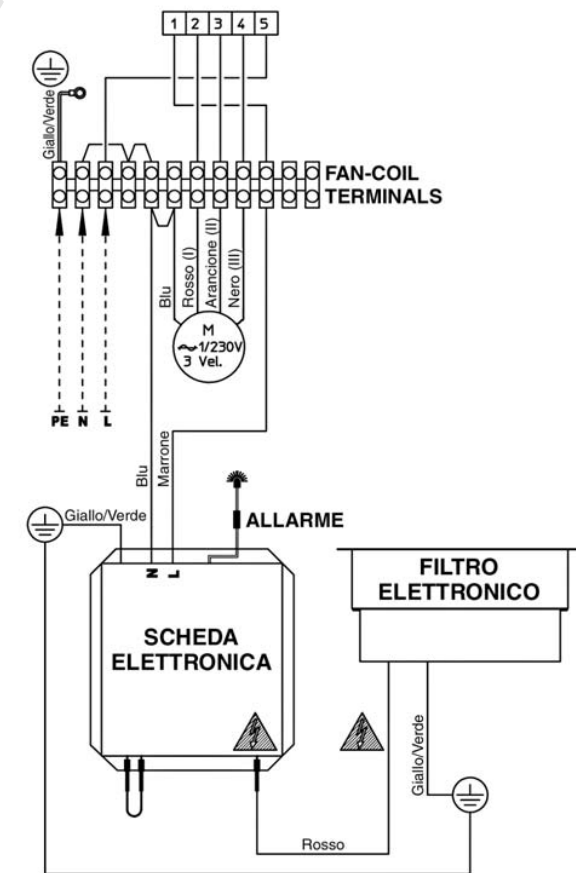 1 2 3 4 5
Giallo/Verde
FAN-COIL
TERMINALS
Blu
Rosso (I)
Arancione (II)
Nero (III)
M
~1/230V
3 Vel.
PE N L
Blu
Marrone
Giallo/Verde
ALLARME
N L
SCHEDA
ELETTRONICA
FILTRO
ELETTRONICO
Giallo/Verde
Rosso